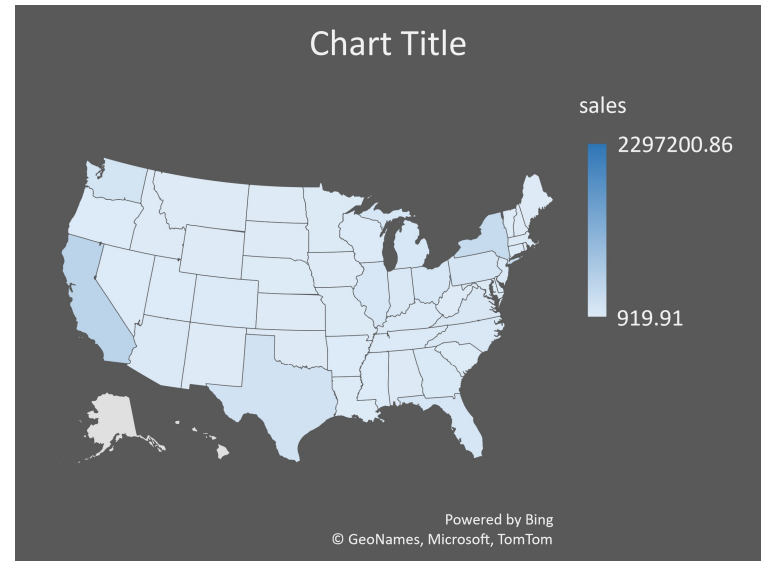 Chart Title
sales
2297200.86
919.91
Powered by Bing
© GeoNames, Microsoft, TomTom